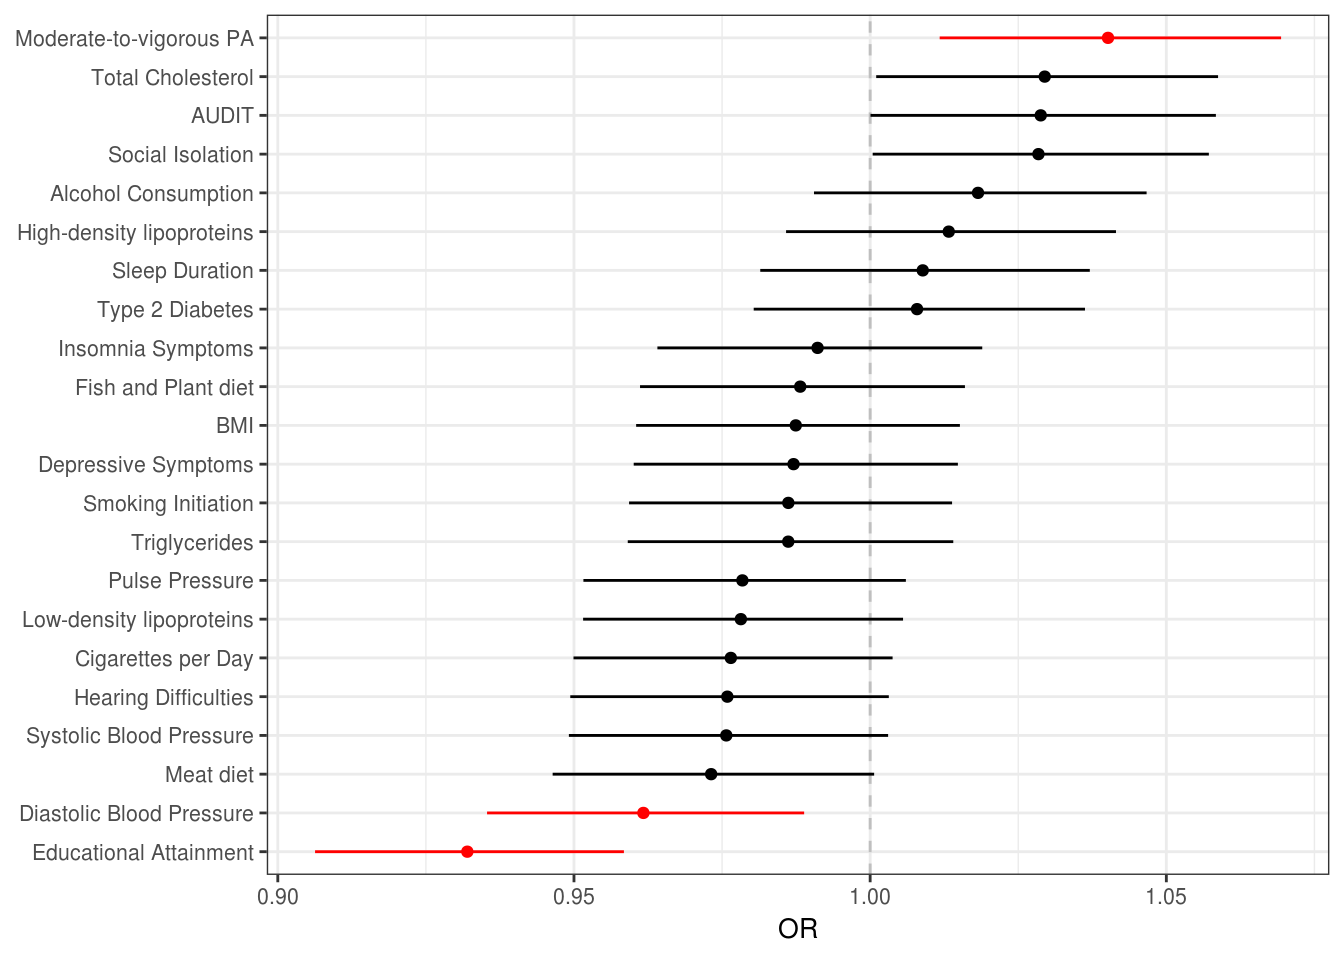 Moderate-to-vigorous PA
Total Cholesterol
AUDIT
Social Isolation
Alcohol Consumption
High-density lipoproteins
Sleep Duration
Type 2 Diabetes
Insomnia Symptoms
Fish and Plant diet
BMI
Depressive Symptoms
Smoking Initiation
Triglycerides
Pulse Pressure
Low-density lipoproteins
Cigarettes per Day
Hearing Difficulties
Systolic Blood Pressure
Meat diet
Diastolic Blood Pressure
Educational Attainment
0.90 0.95 1.00 1.05
OR